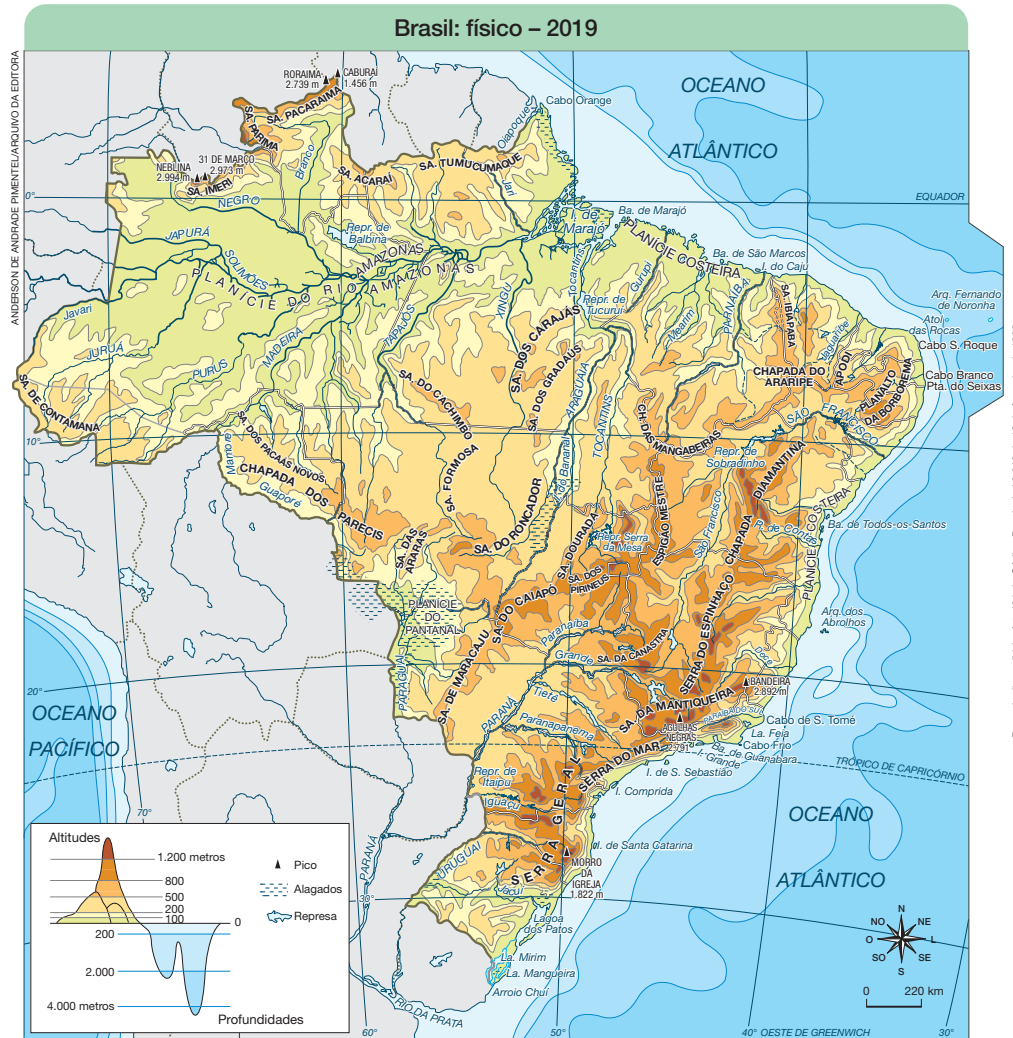 Brasil: físico – 2019
ANDERSON DE ANDRADE PIMENTEL/ARQUIVO DA EDITORA
RORAIMA
2.739 m
CABURAÍ
1.456 m
OCEANO
ATLÂNTICO
Cabo Orange
Oiapoque
SA. PACARAIMA
SA. PARIMA
31 DE MARÇO
2.973 m
NEBLINA
2.994 m
SA. IMERI
Branco
SA. ACARAÍ
SA. TUMUCUMAQUE
Jari
0°
EQUADOR
NEGRO
Repr. de
Balbina
I. de
Marajó
Ba. de Marajó
PLANÍCIE COSTEIRA
Ba. de São Marcos
I. do Caju
JAPURÁ
SOLIMÕES
AMAZONAS
PLANÍCIE DO RIO AMAZONAS
Javari
JURUÁ
PURUS
MADEIRA
TAPAJÓS
XINGU
Tocantins
Repr. de
Tucuruí
Gurupi
Mearim
PARNAÍBA
SA. IBIAPABA
Jaguaribe
Arq. Fernando
de Noronha
Atol
das Rocas
Cabo S. Roque
APODI
CHAPADA DO
ARARIPE
Cabo Branco
Pta. do Seixas
PLANALTO
DA BORBOREMA
SA. DE CONTAMANA
SA. DO CACHIMBO
SA. DOS CARAJÁS
SA. DOS GRADAÚS
ARAGUAIA
TOCANTINS
CH. DAS MANGABEIRAS
SÃO FRANCISCO
10°
Repr. de
Sobradinho
Mamoré
SA. DOS PACAÁS NOVOS
CHAPADA DOS PARECIS
Guaporé
SA. FORMOSA
I. do Bananal
SA. DO RONCADOR
SA. DAS
ARARAS
SA. DOURADA
Repr. Serra
da Mesa
ESPIGÃO MESTRE
São Francisco
CHAPADA DIAMANTINA
R. de Contas
Ba. de Todos-os-Santos
PLANÍCIE COSTEIRA
SA. DOS
PIRINEUS
SA. DO CAIAPÓ
PLANÍCIE
DO
PANTANAL
PARAGUAI
SA. DE MARACAJU
Paranaíba
Grande
SA. DA CANASTRA
SERRA DO ESPINHAÇO
Doce
Arq. dos
Abrolhos
20°
OCEANO
PACÍFICO
BANDEIRA
2.892 m
SA. DA MANTIQUEIRA
PARAÍBA DO SUL
AGULHAS
NEGRAS
2.791
Cabo de S. Tomé
La. Feia
Cabo Frio
Ba. de Guanabara
I. Grande
PARANÁ
Tietê
Paranapanema
SERRA DO MAR
I. de S. Sebastião
TRÓPICO DE CAPRICÓRNIO
I. Comprida
Repr. de
Itaipu
Iguaçu
SERRA GERAL
70°
OCEANO
ATLÂNTICO
I. de Santa Catarina
MORRO
DA
IGREJA
1.822 m
URUGUAI
SERRA
Jacuí
PARANÁ
30°
Lagoa
dos Patos
La. Mirim
La. Mangueira
Arroio Chuí
RIO DA PRATA
Altitudes
1.200 metros
800
500
200
100
0
200
2.000
4.000 metros
Profundidades
Pico
Alagados
Represa
N
NO
NE
O
L
SO
SE
S
0
220 km
60°
50°
40° OESTE DE GREENWICH
30°